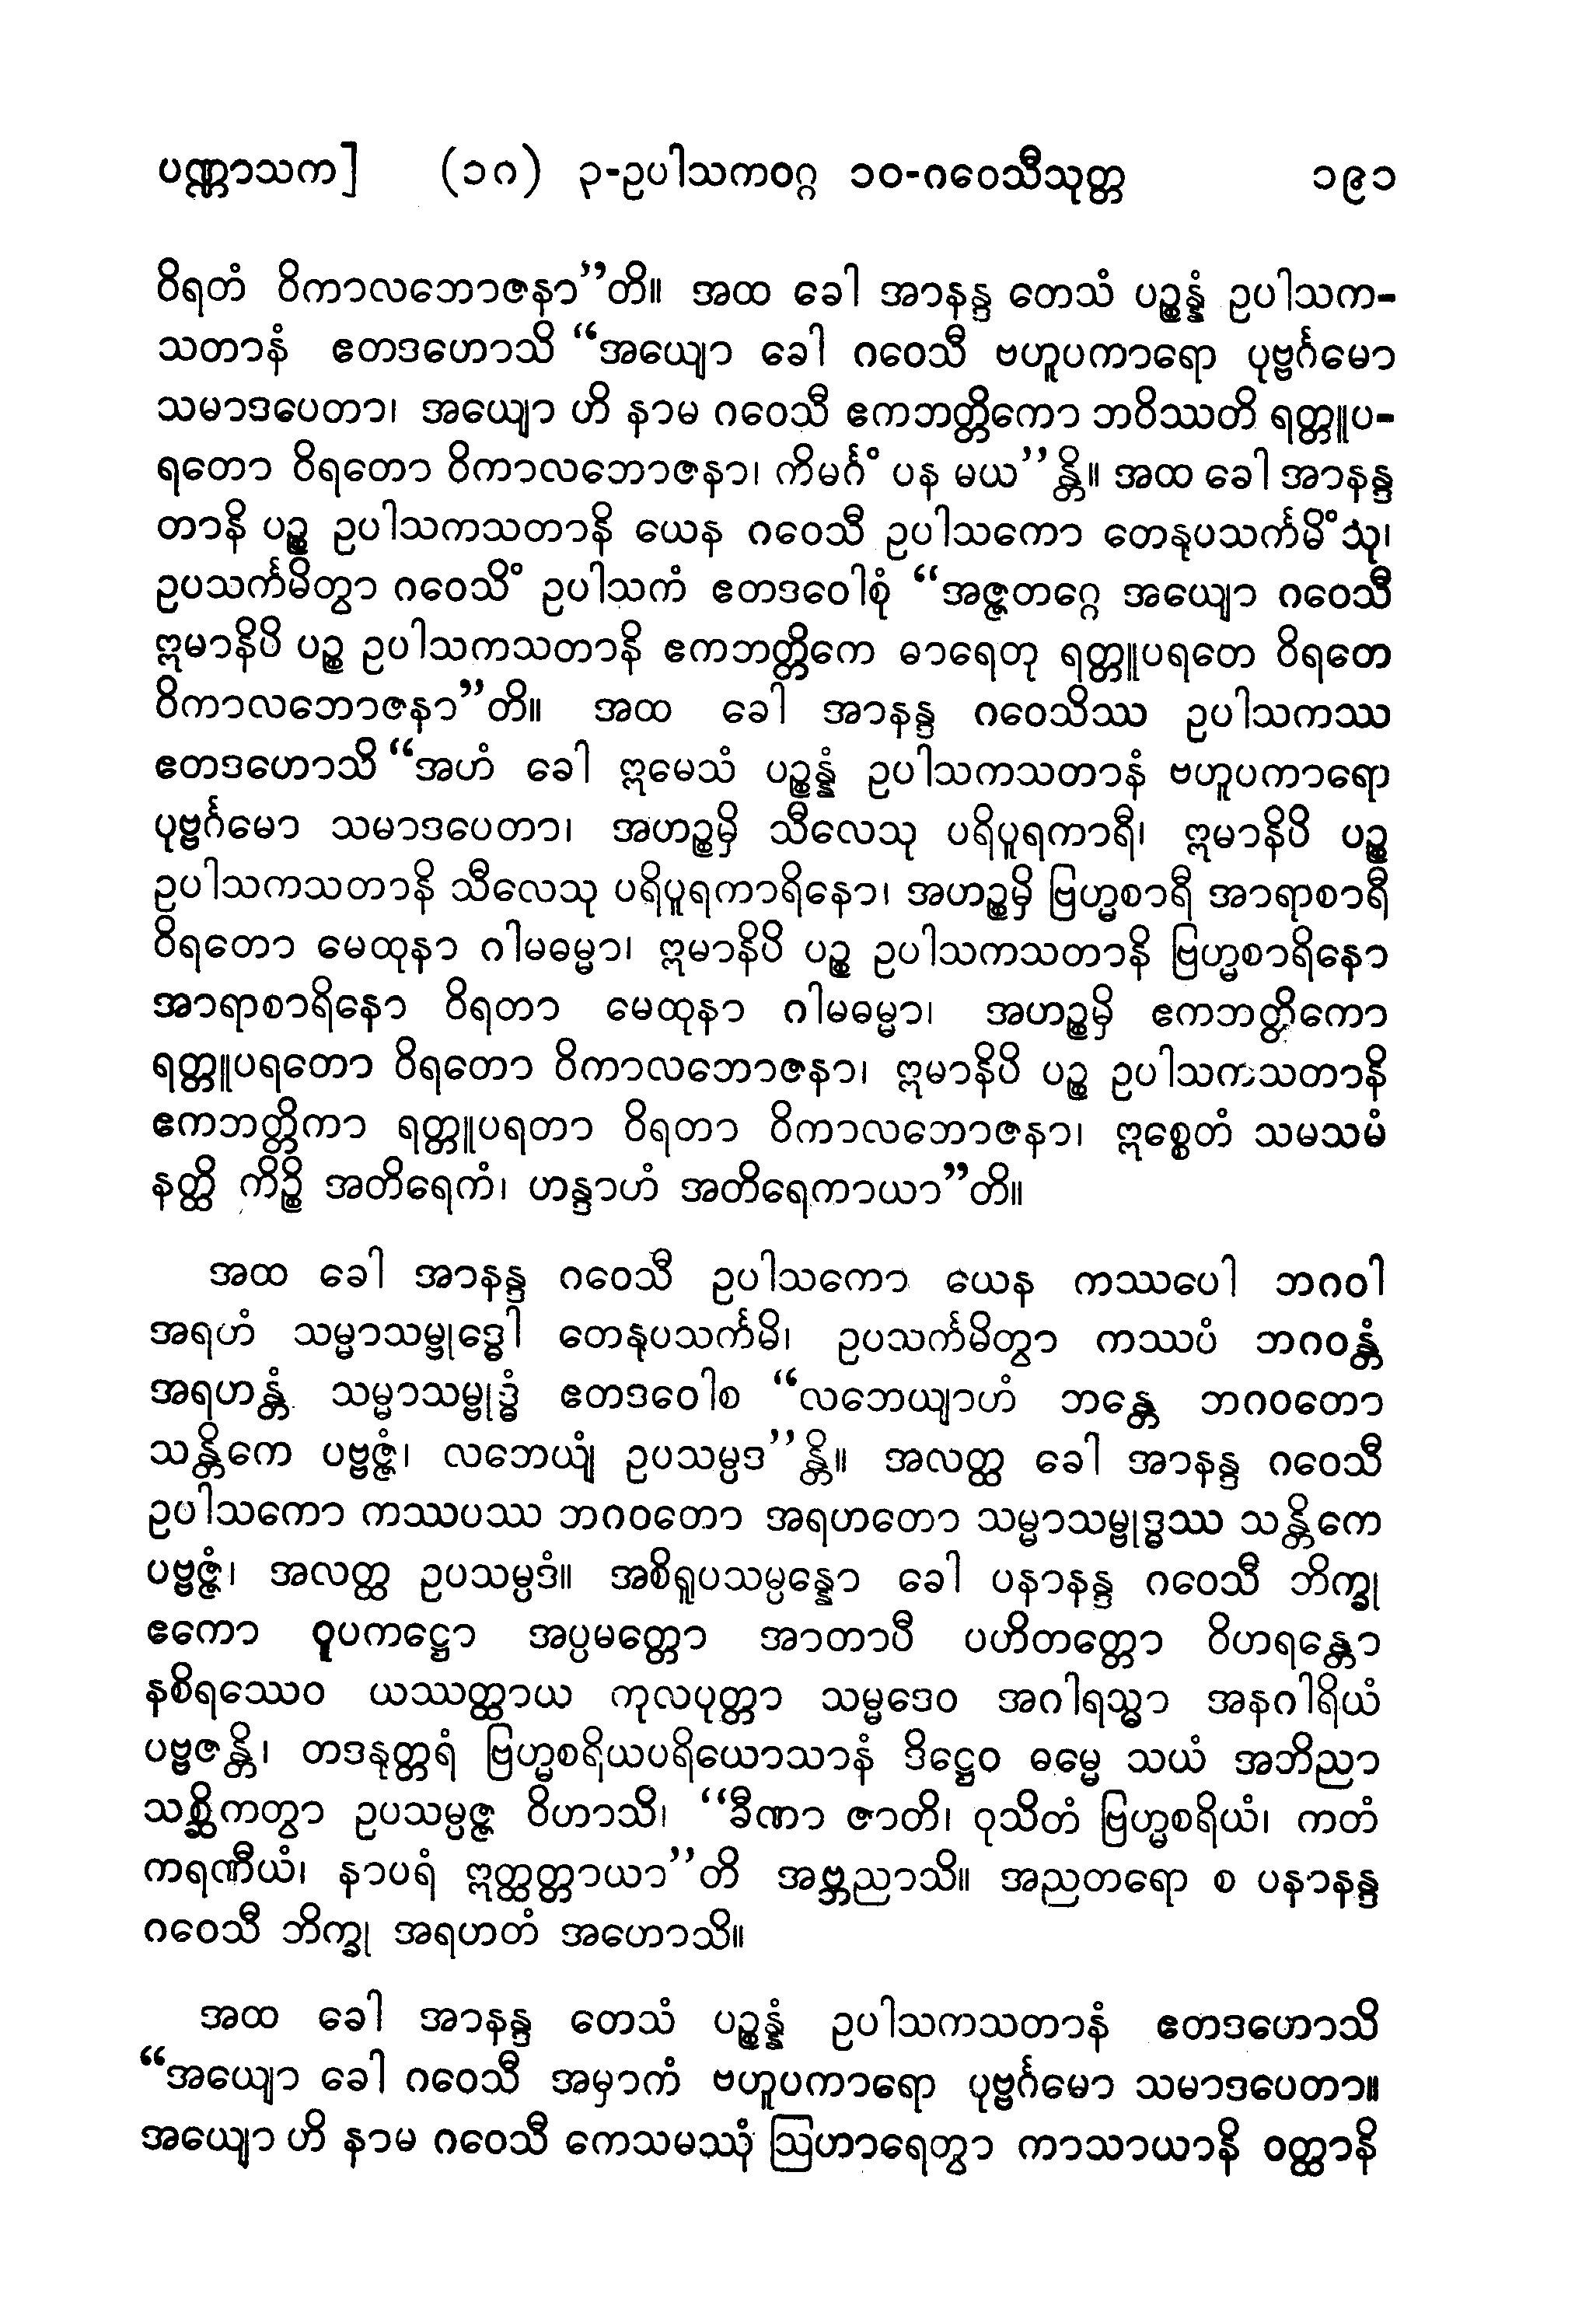 ပဏ္ဏာသက]	(၁ဂ) ၃-ဥပါသကဝဂ္ဂ ၁၀-ဂဝေသီသုတ္တ	၁၉၁
ဝိရတံ ဝိကာလဘောဇနာ”တိ။ အထ ခေါ အာနန္ဒ တေသံ ပဉ္စန္နံ ဥပါသက-
သတာနံ ဧတဒဟောသိ “အယျော ခေါ ဂဝေသီ ဗဟူပကာရော ပုဗ္ဗင်္ဂမော
သမာဒပေတာ၊ အယျော ဟိ နာမ ဂဝေသီ ဧကဘတ္တိကော ဘဝိဿတိ ရတ္တူပ-
ရတော ဝိရတော ဝိကာလဘောဇနာ၊ ကိမင်္ဂံ ပန မယ”န္တိ။ အထ ခေါ အာနန္ဒ
တာနိ ပဉ္စ ဥပါသကသတာနိ ယေန ဂဝေသီ ဥပါသကော တေနုပသင်္ကမိံသု၊
ဥပသင်္ကမိတွာ ဂဝေသိံ ဥပါသကံ ဧတဒဝေါစုံ “အဇ္ဇတဂ္ဂေ အယျော ဂဝေသီ
ဣမာနိပိ ပဉ္စ ဥပါသကသတာနိ ဧကဘတ္တိကေ ဓာရေတု ရတ္တူပရတေ ဝိရတေ
ဝိကာလဘောဇနာ”တိ။ အထ ခေါ အာနန္ဒ ဂဝေသိဿ ဥပါသကဿ
ဧတဒဟောသိ “အဟံ ခေါ ဣမေသံ ပဉ္စန္နံ ဥပါသကသတာနံ ဗဟူပကာရော
ပုဗ္ဗင်္ဂမော သမာဒပေတာ၊ အဟဉ္စမှိ သီလေသု ပရိပူရကာရီ၊ ဣမာနိပိ ပဉ္စ
ဥပါသကသတာနိ သီလေသု ပရိပူရကာရိနော၊ အဟဉ္စမှိ ဗြဟ္မစာရီ အာရာစာရီ
ဝိရတော မေထုနာ ဂါမဓမ္မာ၊ ဣမာနိပိ ပဉ္စ ဥပါသကသတာနိ ဗြဟ္မစာရိနော
အာရာစာရိနော ဝိရတာ မေထုနာ ဂါမဓမ္မာ၊ အဟဉ္စမှိ ဧကဘတ္တိကော
ရတ္တူပရတော ဝိရတော ဝိကာလဘောဇနာ၊ ဣမာနိပိ ပဉ္စ ဥပါသကသတာနိ
ဧကဘတ္တိကာ ရတ္တူပရတာ ဝိရတာ ဝိကာလဘောဇနာ၊ ဣစ္စေတံ သမသမံ
နတ္ထိ ကိဉ္စိ အတိရေကံ၊ ဟန္ဒာဟံ အတိရေကာယာ”တိ။
အထ ခေါ အာနန္ဒ ဂဝေသီ ဥပါသကော ယေန ကဿပေါ ဘဂဝါ
အရဟံ သမ္မာသမ္ဗုဒ္ဓေါ တေနုပသင်္ကမိ၊ ဥပသင်္ကမိတွာ ကဿပံ ဘဂဝန္တံ
အရဟန္တံ သမ္မာသမ္ဗုဒ္ဓံ ဧတဒဝေါစ “လဘေယျာဟံ ဘန္တေ ဘဂဝတော
သန္တိကေ ပဗ္ဗဇ္ဇံ၊ လဘေယျံ ဥပသမ္ပဒ”န္တိ။ အလတ္ထ ခေါ အာနန္ဒ ဂဝေသီ
ဥပါသကော ကဿပဿ ဘဂဝတော အရဟတော သမ္မာသမ္ဗုဒ္ဓဿ သန္တိကေ
ပဗ္ဗဇ္ဇံ၊ အလတ္ထ ဥပသမ္ပဒံ။ အစိရူပသမ္ပန္နော ခေါ ပနာနန္ဒ ဂဝေသီ ဘိက္ခု
ဧကော ဝူပကဋ္ဌော အပ္ပမတ္တော အာတာပီ ပဟိတတ္တော ဝိဟရန္တော
နစိရဿေဝ ယဿတ္ထာယ ကုလပုတ္တာ သမ္မဒေဝ အဂါရသ္မာ အနဂါရိယံ
ပဗ္ဗဇန္တိ၊ တဒနုတ္တရံ ဗြဟ္မစရိယပရိယောသာနံ ဒိဋ္ဌေဝ ဓမ္မေ သယံ အဘိညာ
သစ္ဆိကတွာ ဥပသမ္ပဇ္ဇ ဝိဟာသိ၊ “ခီဏာ ဇာတိ၊ ဝုသိတံ ဗြဟ္မစရိယံ၊ ကတံ
ကရဏီယံ၊ နာပရံ ဣတ္ထတ္တာယာ”တိ အဗ္ဘညာသိ။ အညတရော စ ပနာနန္ဒ
ဂဝေသီ ဘိက္ခု အရဟတံ အဟောသိ။
အထ ခေါ အာနန္ဒ တေသံ ပဉ္စန္နံ ဥပါသကသတာနံ ဧတဒဟောသိ
“အယျော ခေါ ဂဝေသီ အမှာကံ ဗဟူပကာရော ပုဗ္ဗင်္ဂမော သမာဒပေတာ။
အယျော ဟိ နာမ ဂဝေသီ ကေသမဿုံ ဩဟာရေတွာ ကာသာယာနိ ဝတ္ထာနိ